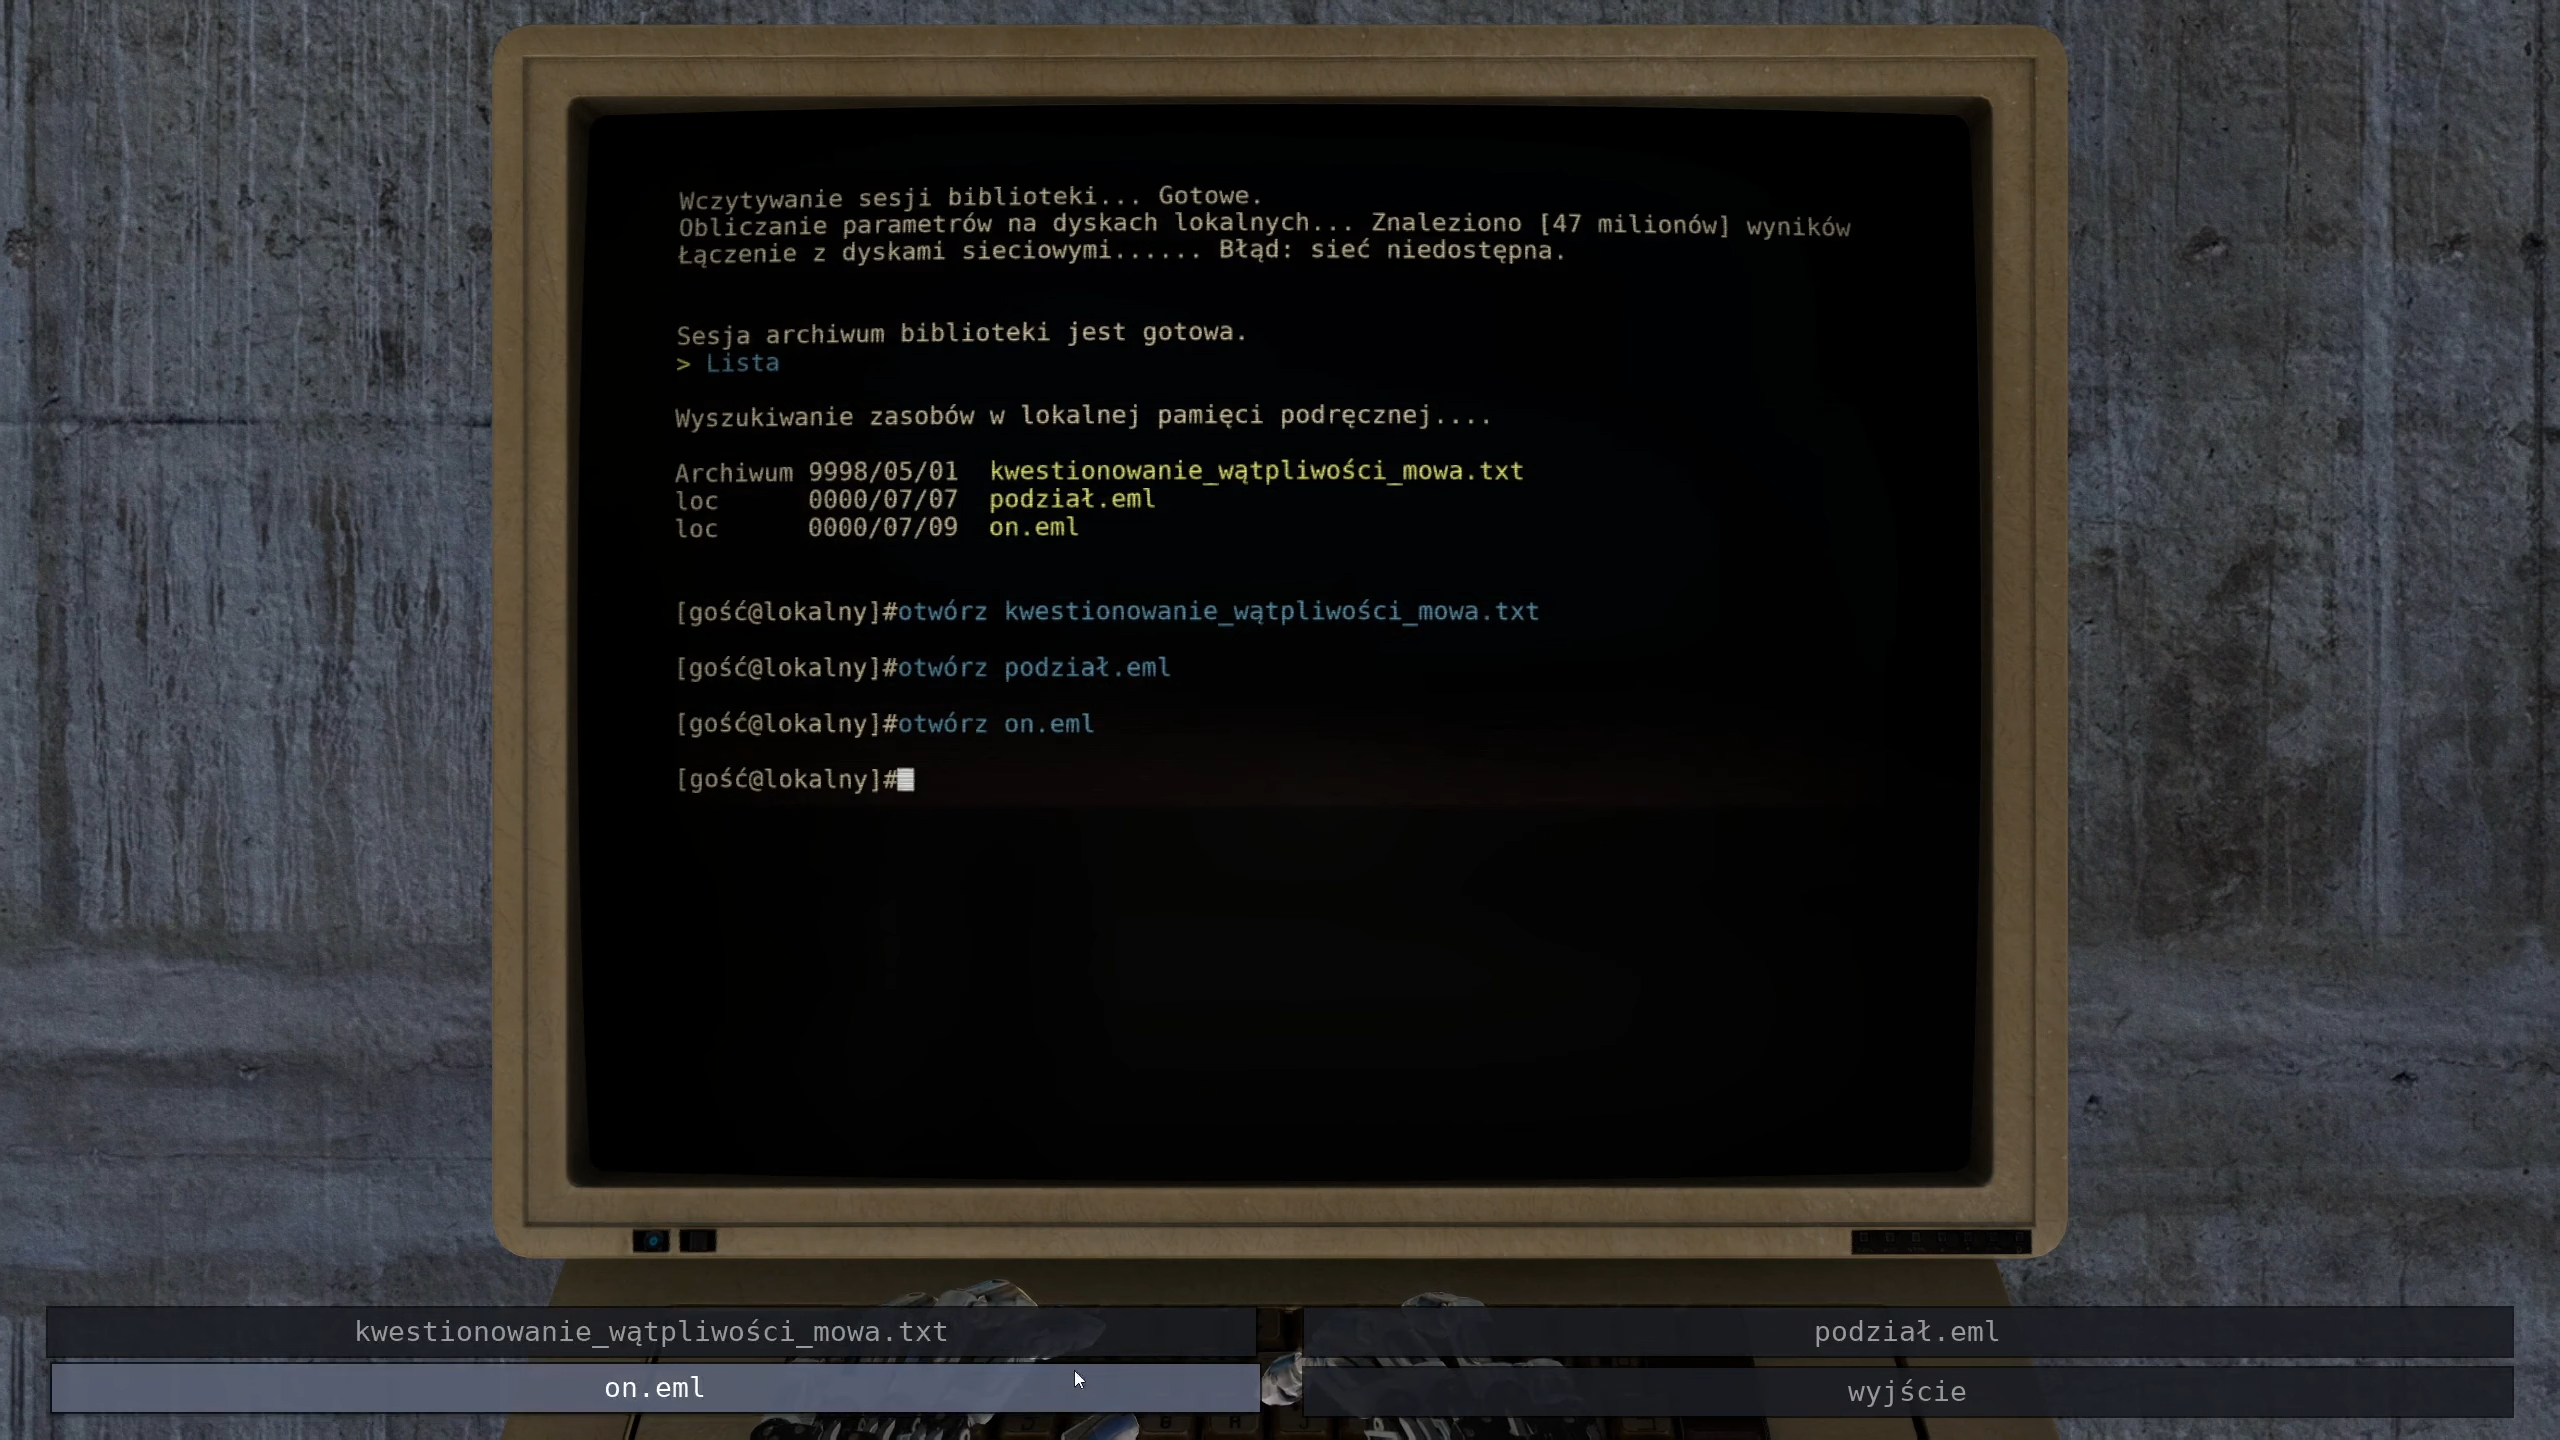 Wczytywanie sesji biblioteki... Gotowe.
Obliczanie parametrów na dyskach lokalnych... Znaleziono [47 milionów] wyników
Łączenie z dyskami sieciowymi...... Błąd: sieć niedostępna.
Sesja archiwum biblioteki jest gotowa.
> Lista
Wyszukiwanie zasobów w lokalnej pamięci podręcznej....
Archiwum 9998/05/01 kwestionowanie_wątpliwości_mowa.txt
loc 0000/07/07 podział.eml
loc 0000/07/09 on.eml
[gość@lokalny]#otwórz kwestionowanie_wątpliwości_mowa.txt
[gość@lokalny]#otwórz podział.eml
[gość@lokalny]#otwórz on.eml
[gość@lokalny]#
kwestionowanie_wątpliwości_mowa.txt
podział.eml
on.eml
wyjście